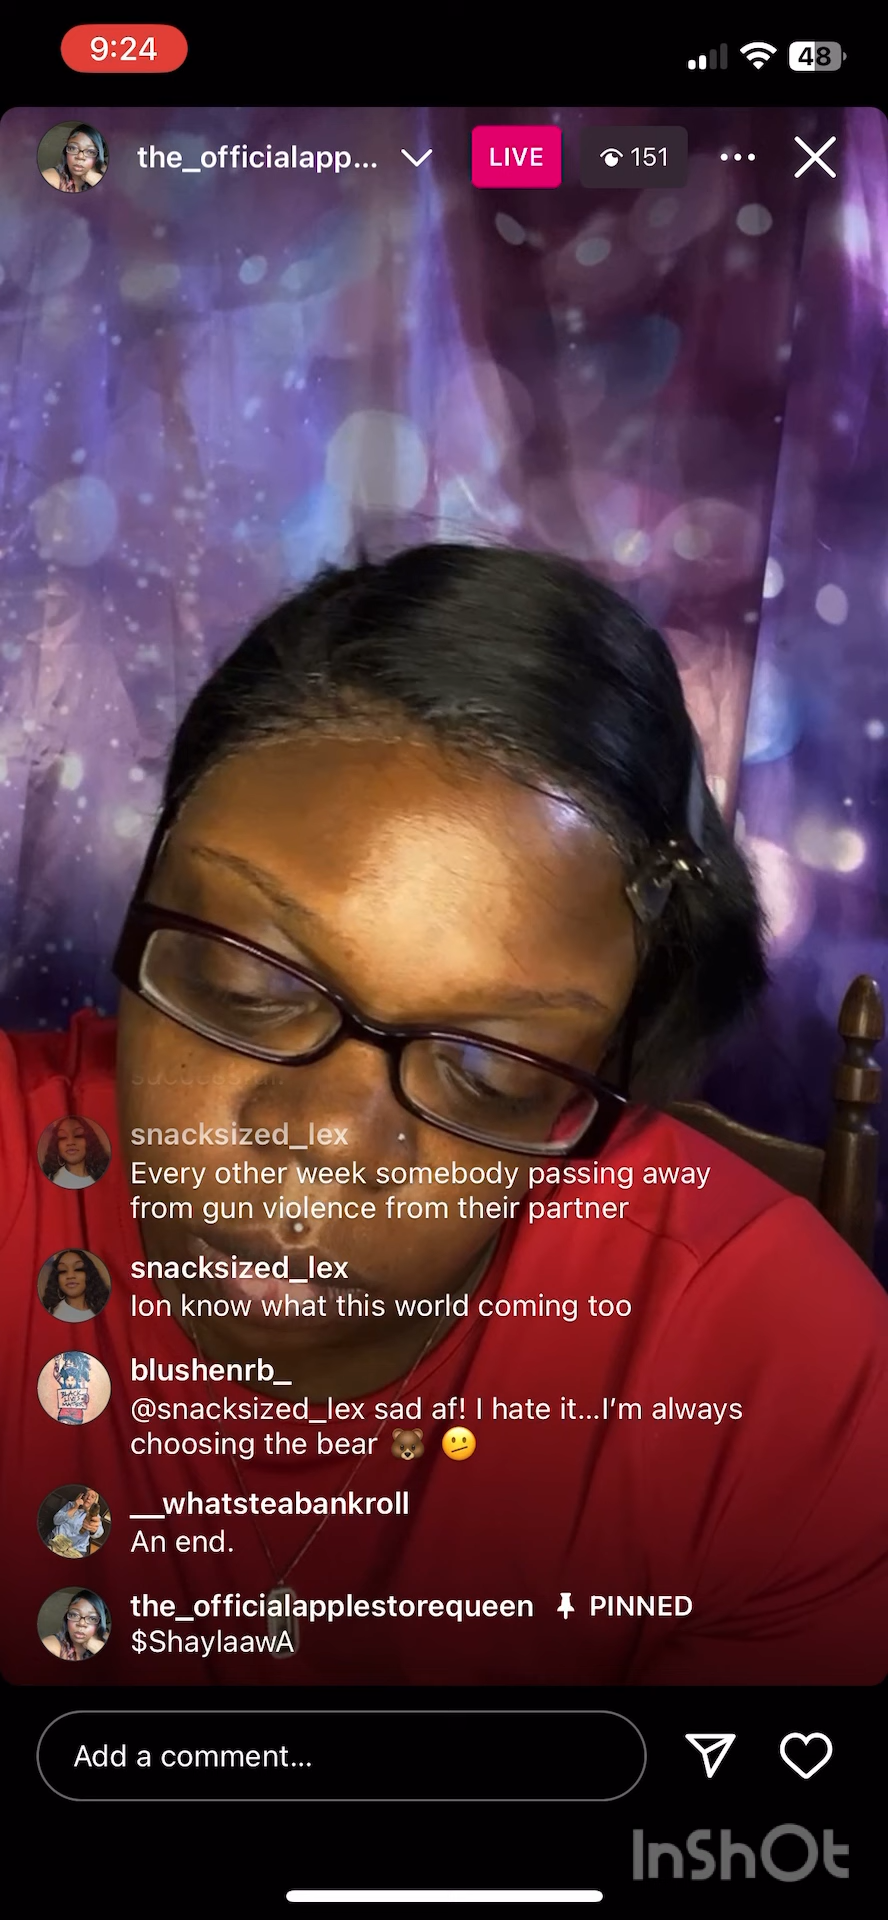 9:24
48
the_officialapp...
LIVE
151
snacksized_lex
Every other week somebody passing away
from gun violence from their partner
snacksized_lex
Ion know what this world coming too
blushenrb_
@snacksized_lex sad af! I hate it...I'm always
choosing the bear 🐻 🫤
__whatsteabankroll
An end.
the_officialapplestorequeen PINNED
$ShaylaawA
Add a comment...
InShOt